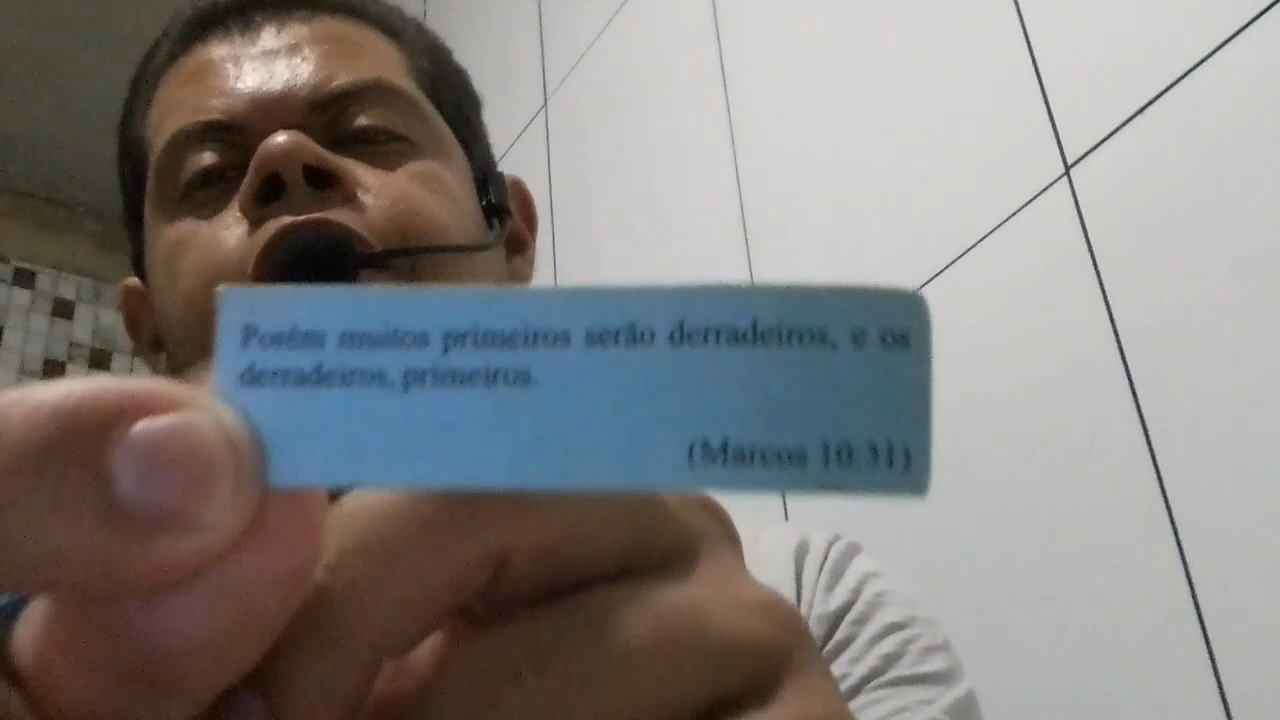 Porém muitos primeiros serão derradeiros, e os
derradeiros, primeiros.
(Marcos 10.31)